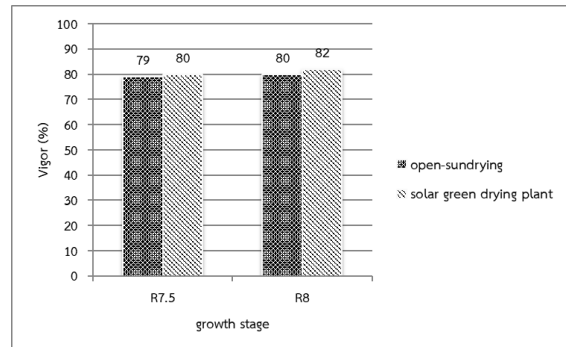 100
90
80
70
60
50
40
30
20
10
0
Vigor (%)
79 80 80 82
R7.5 R8
growth stage
open-sundrying
solar green drying plant